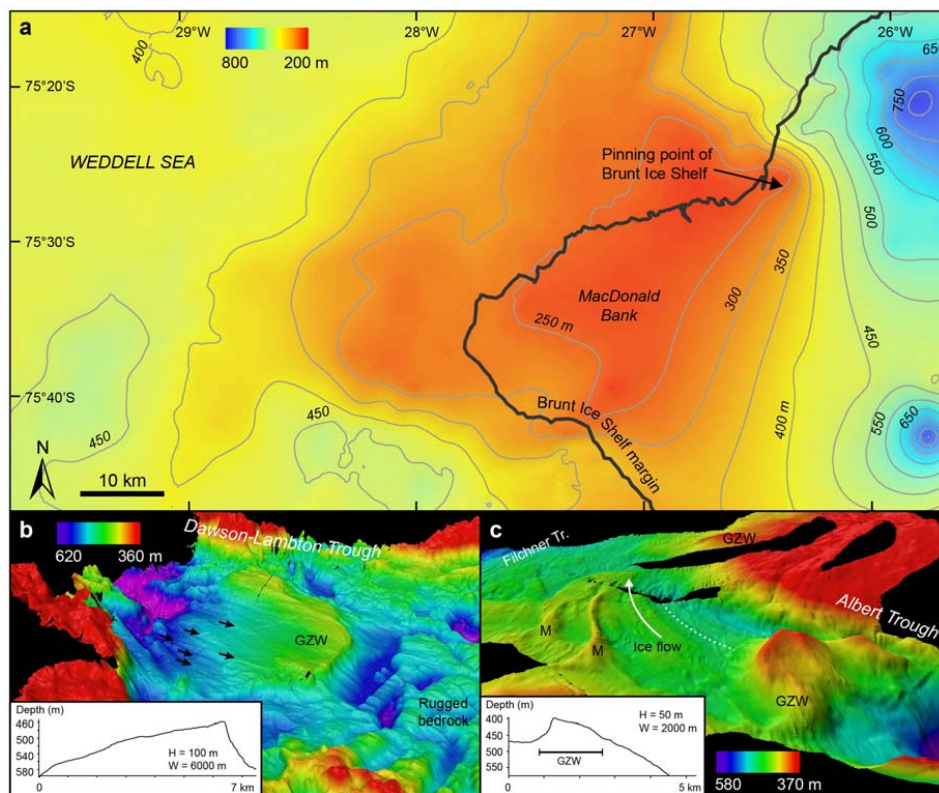 a
29°W
28°W
27°W
26°W
400
800
200 m
650
750
600
550
500
75°20'S
WEDDELL SEA
Pinning point of
Brunt Ice Shelf
75°30'S
MacDonald
Bank
350
300
250 m
450
75°40'S
450
450
400 m
550
650
Brunt Ice Shelf margin
N
10 km
b
620
360 m
Dawson-Lambton Trough
GZW
Rugged
bedrock
Depth (m)
460
500
540
580
H = 100 m
W = 6000 m
0
7 km
c
Filchner Tr.
GZW
Albert Trough
M
M
Ice flow
GZW
Depth (m)
400
450
500
550
H = 50 m
W = 2000 m
GZW
0
5 km
580
370 m